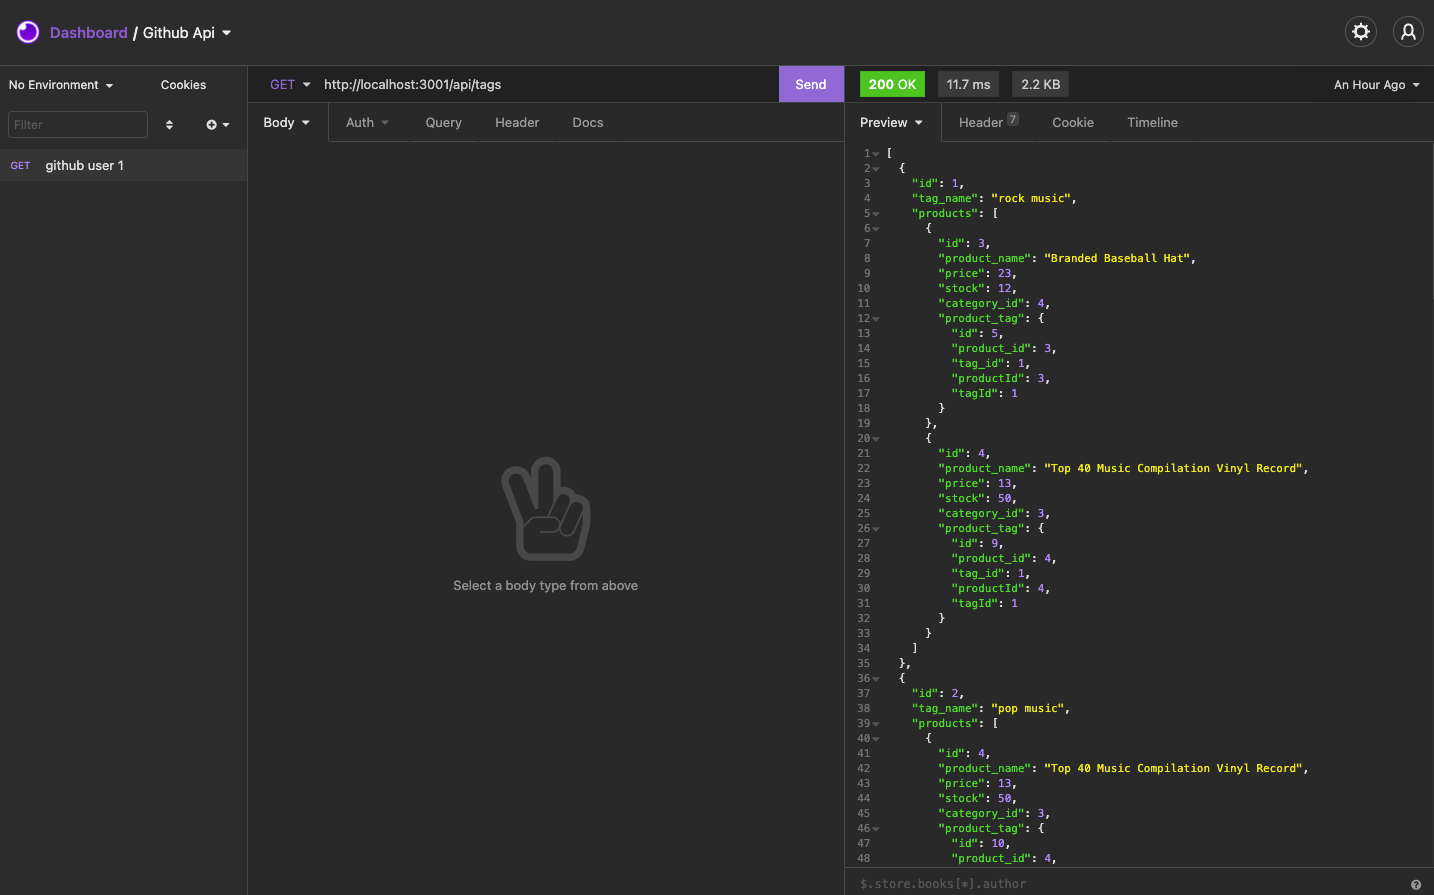 Dashboard / Github Api
No Environment
Cookies
Filter
GET github user 1
GET http://localhost:3001/api/tags
Send
Body
Auth
Query
Header
Docs
Select a body type from above
200 OK
11.7 ms
2.2 KB
An Hour Ago
Preview
Header 7
Cookie
Timeline
1 [
2 {
3 "id": 1,
4 "tag_name": "rock music",
5 "products": [
6 {
7 "id": 3,
8 "product_name": "Branded Baseball Hat",
9 "price": 23,
10 "stock": 12,
11 "category_id": 4,
12 "product_tag": {
13 "id": 5,
14 "product_id": 3,
15 "tag_id": 1,
16 "productId": 3,
17 "tagId": 1
18 }
19 },
20 {
21 "id": 4,
22 "product_name": "Top 40 Music Compilation Vinyl Record",
23 "price": 13,
24 "stock": 50,
25 "category_id": 3,
26 "product_tag": {
27 "id": 9,
28 "product_id": 4,
29 "tag_id": 1,
30 "productId": 4,
31 "tagId": 1
32 }
33 }
34 ]
35 },
36 {
37 "id": 2,
38 "tag_name": "pop music",
39 "products": [
40 {
41 "id": 4,
42 "product_name": "Top 40 Music Compilation Vinyl Record",
43 "price": 13,
44 "stock": 50,
45 "category_id": 3,
46 "product_tag": {
47 "id": 10,
48 "product_id": 4,
$.store.books[*].author